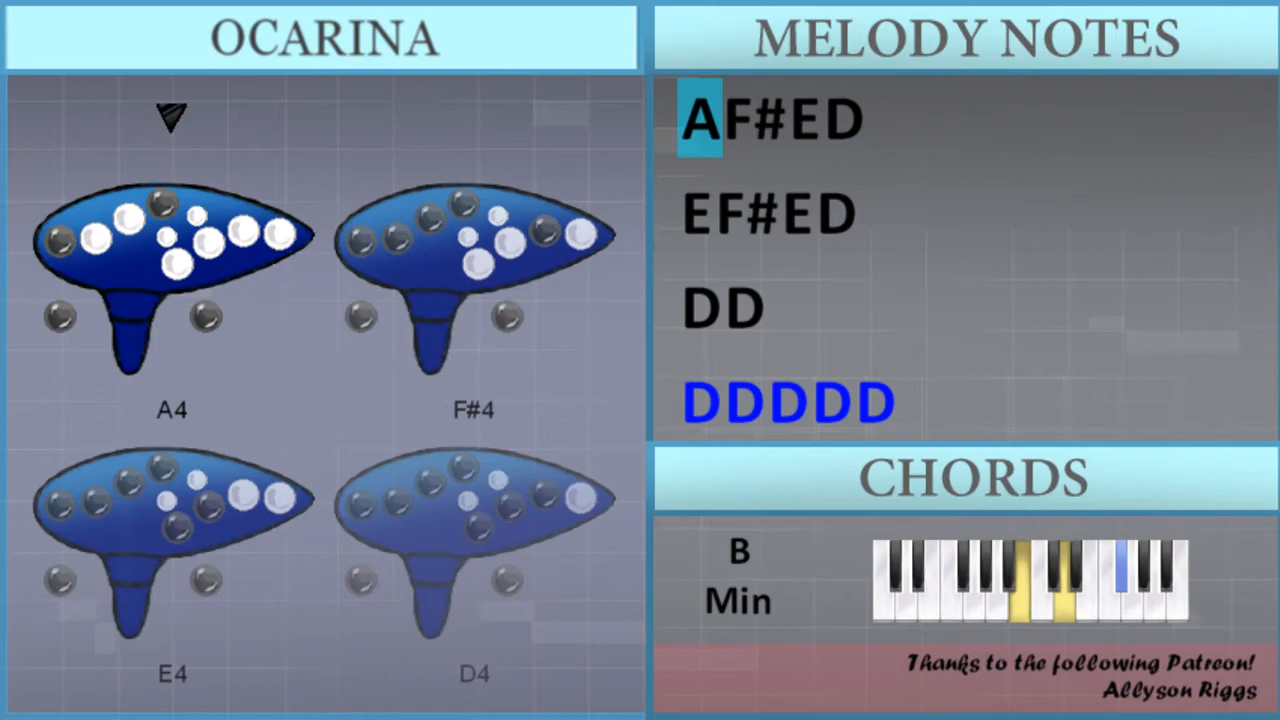 OCARINA
A4
F#4
E4
D4
MELODY NOTES
AF#ED
EF#ED
DD
DDDDD
CHORDS
B
Min
Thanks to the following Patreon!
Allyson Riggs